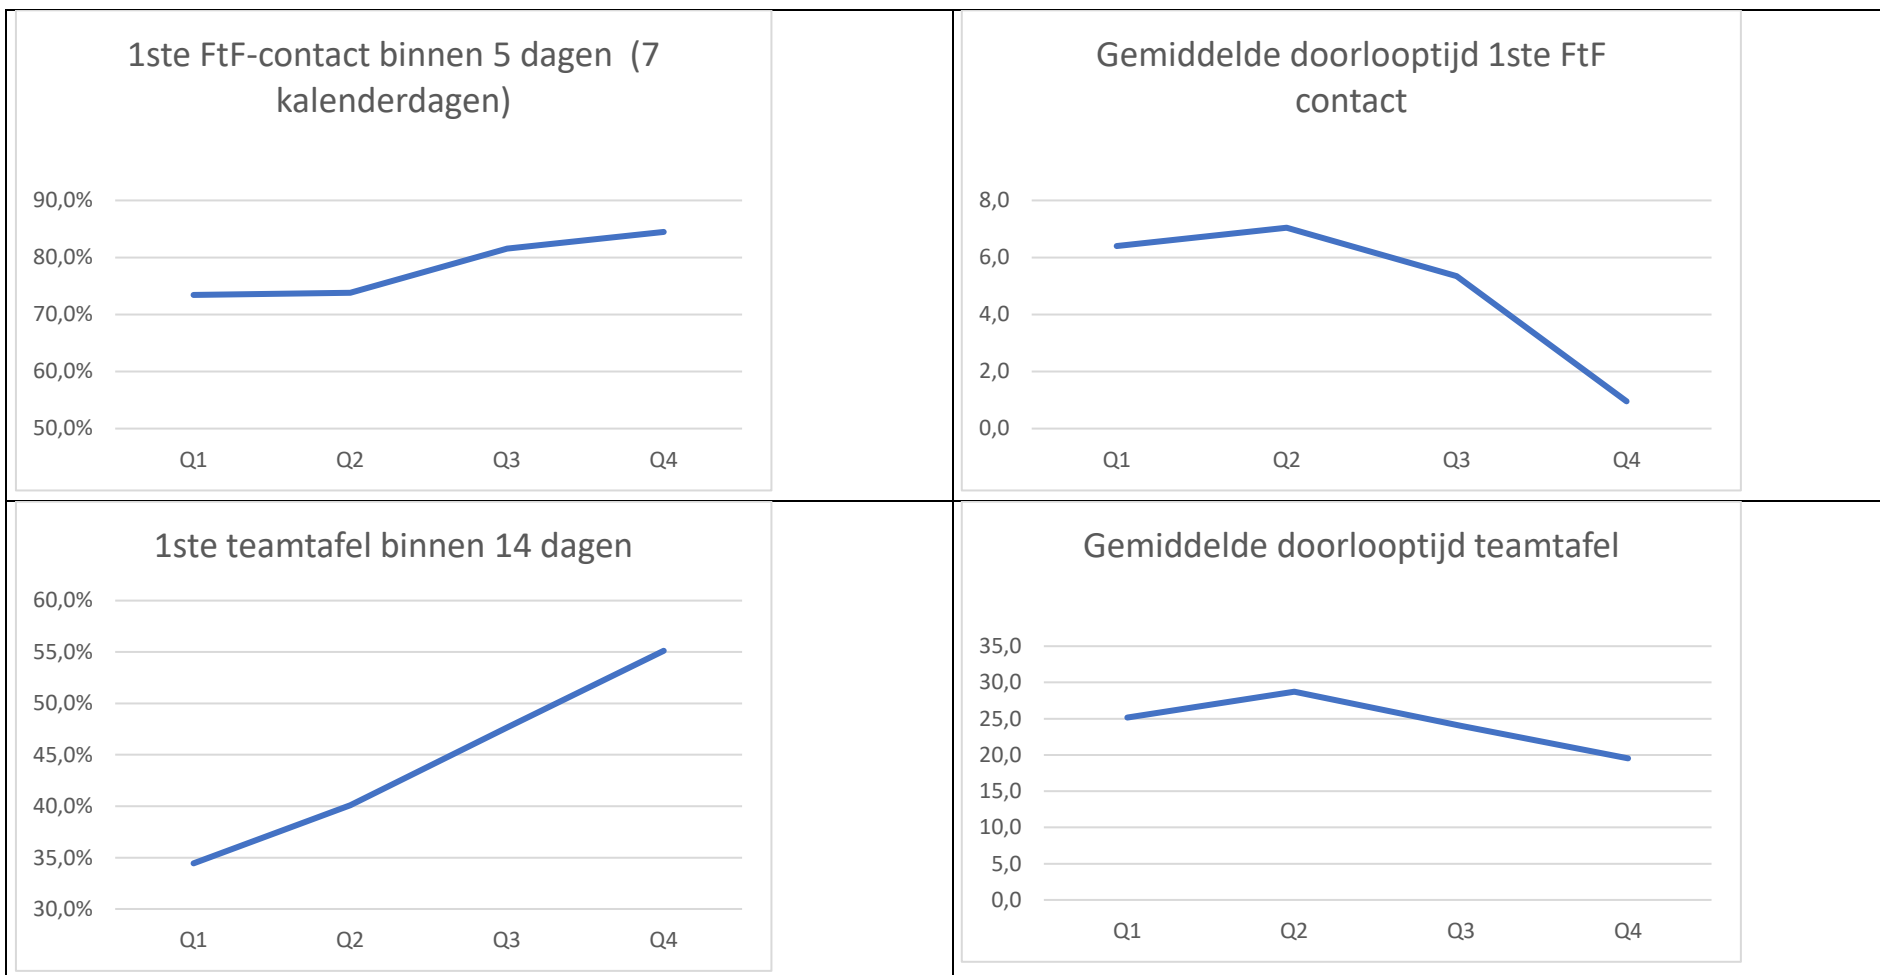 1ste FtF-contact binnen 5 dagen  (7
kalenderdagen)
90,0%
80,0%
70,0%
60,0%
50,0%
Q1 Q2 Q3 Q4
Gemiddelde doorlooptijd 1ste FtF
contact
8,0
6,0
4,0
2,0
0,0
Q1 Q2 Q3 Q4
1ste teamtafel binnen 14 dagen
60,0%
55,0%
50,0%
45,0%
40,0%
35,0%
30,0%
Q1 Q2 Q3 Q4
Gemiddelde doorlooptijd teamtafel
35,0
30,0
25,0
20,0
15,0
10,0
5,0
0,0
Q1 Q2 Q3 Q4